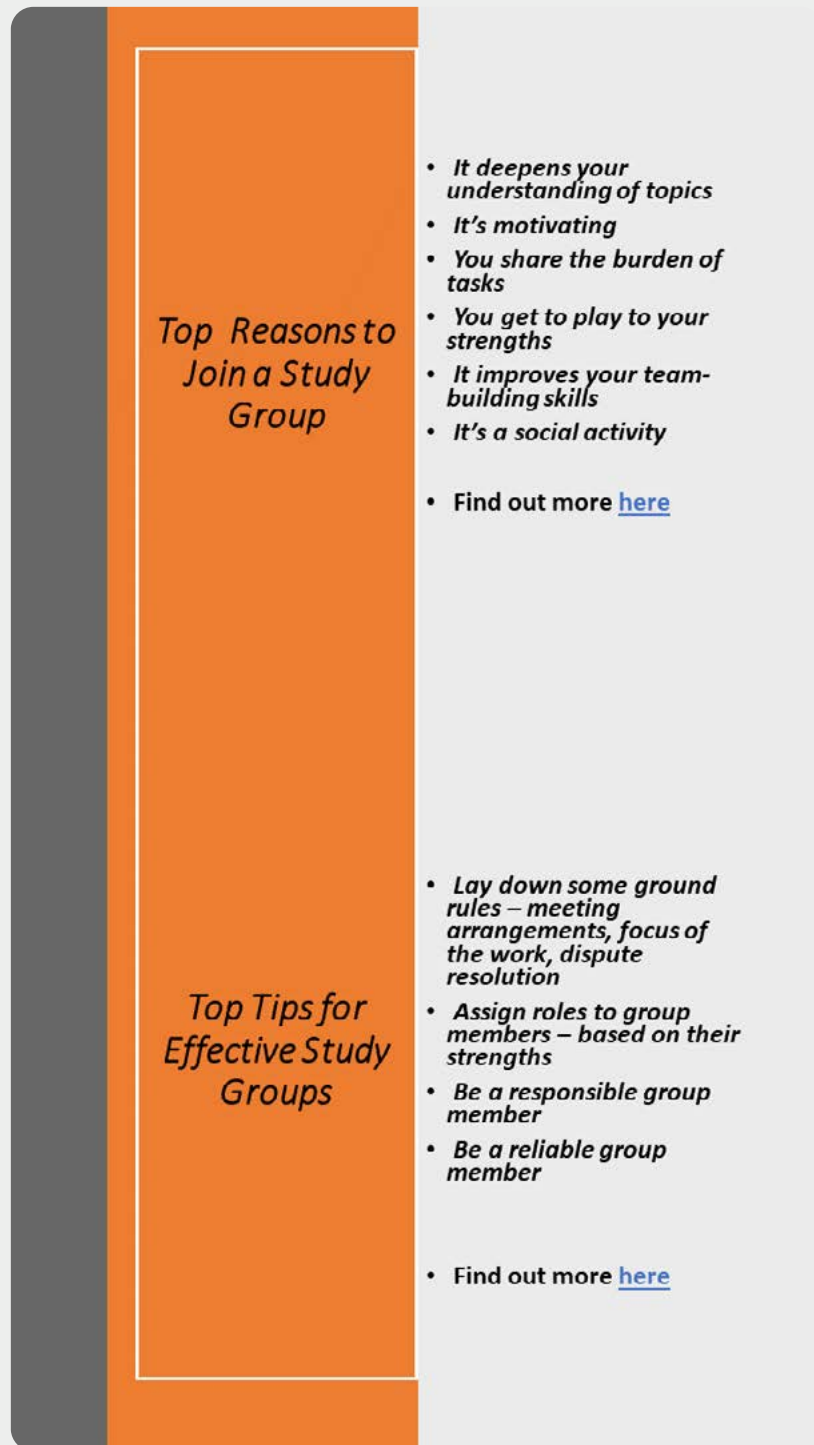 Top Reasons to
Join a Study
Group
• It deepens your
understanding of topics
• It's motivating
• You share the burden of
tasks
• You get to play to your
strengths
• It improves your team-
building skills
• It's a social activity
• Find out more here
Top Tips for
Effective Study
Groups
• Lay down some ground
rules – meeting
arrangements, focus of
the work, dispute
resolution
• Assign roles to group
members – based on their
strengths
• Be a responsible group
member
• Be a reliable group
member
• Find out more here